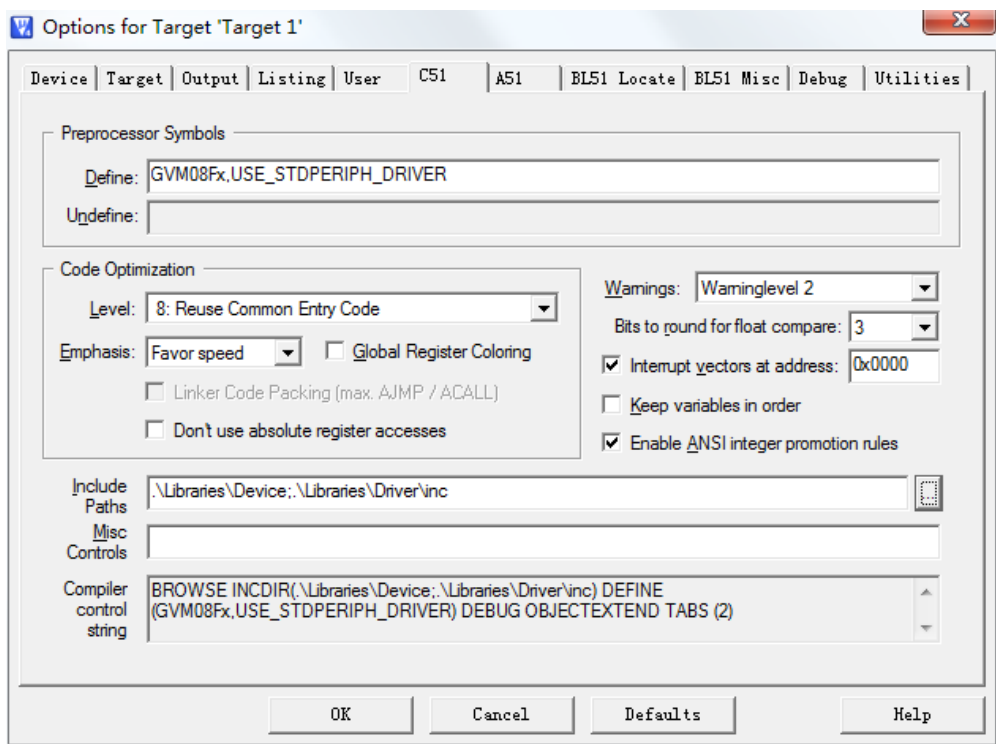 Options for Target 'Target 1'
Device Target Output Listing User C51 A51 BL51 Locate BL51 Misc Debug Utilities
Preprocessor Symbols
Define: GVM08Fx,USE_STDPERIPH_DRIVER
Undefine:
Code Optimization
Level: 8: Reuse Common Entry Code
Emphasis: Favor speed Global Register Coloring
Linker Code Packing (max. AJMP / ACALL)
Don't use absolute register accesses
Warnings: Warninglevel 2
Bits to round for float compare: 3
Interrupt vectors at address: 0x0000
Keep variables in order
Enable ANSI integer promotion rules
Include
Paths
.\Libraries\Device;.\Libraries\Driver\inc
...
Misc
Controls
Compiler
control
string
BROWSE INCDIR(.\Libraries\Device;.\Libraries\Driver\inc) DEFINE
(GVM08Fx,USE_STDPERIPH_DRIVER) DEBUG OBJECTEXTEND TABS (2)
OK Cancel Defaults Help